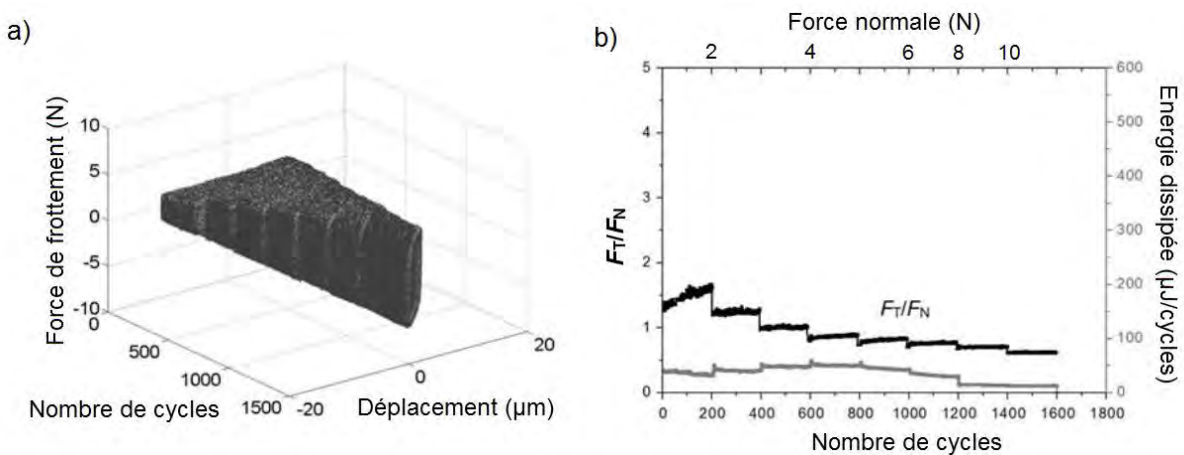 a)
Force de frottement (N)
10
5
0
-5
-10
0
500
1000
1500
Nombre de cycles
-20
0
20
Déplacement (µm)
b)
Force normale (N)
2 4 6 8 10
5
4
3
2
1
0
F_T/F_N
F_T/F_N
600
500
400
300
200
100
0
Energie dissipée (µJ/cycles)
0 200 400 600 800 1000 1200 1400 1600 1800
Nombre de cycles